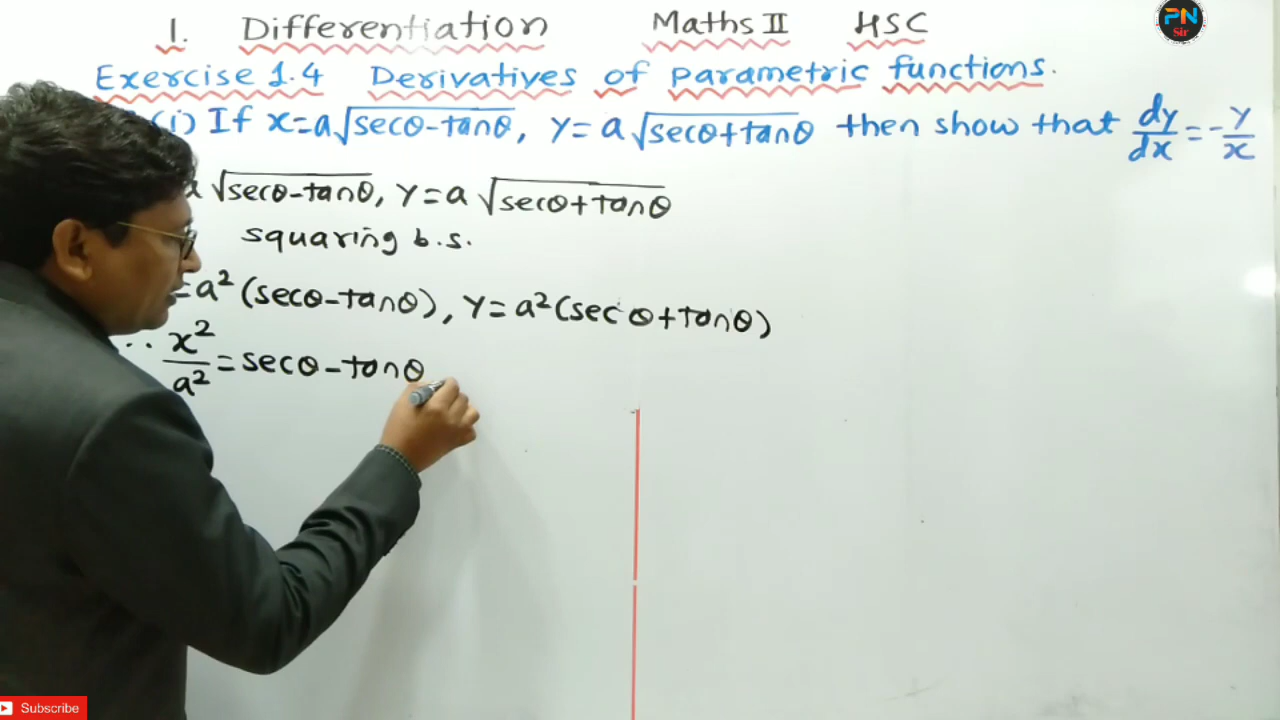 1. Differentiation Maths II HSC
PN Sir
Exercise 1.4 Derivatives of parametric functions.
(i) If x=a√secθ-tanθ, y=a√secθ+tanθ then show that dy/dx = -y/x
a√secθ-tanθ, y=a√secθ+tanθ
squaring b.s.
=a²(secθ-tanθ), y=a²(secθ+tanθ)
x²/a² = secθ-tanθ
Subscribe